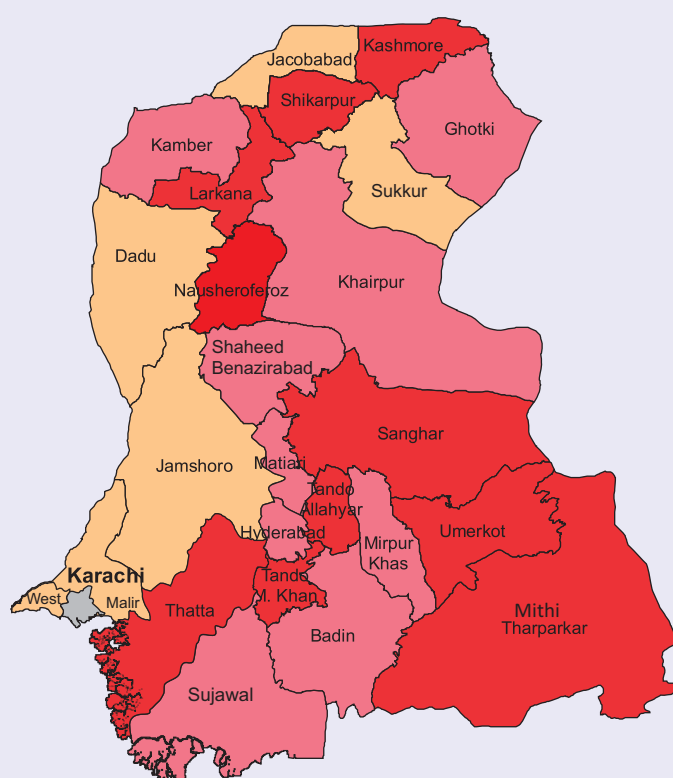 Kashmore
Jacobabad
Shikarpur
Ghotki
Kamber
Sukkur
Larkana
Dadu
Khairpur
Nausheroferoz
Shaheed
Benazirabad
Sanghar
Matiari
Jamshoro
Tando
Allahyar
Hyderabad
Umerkot
Mirpur
Khas
Karachi
Tando
M. Khan
West
Malir
Thatta
Mithi
Tharparkar
Badin
Sujawal